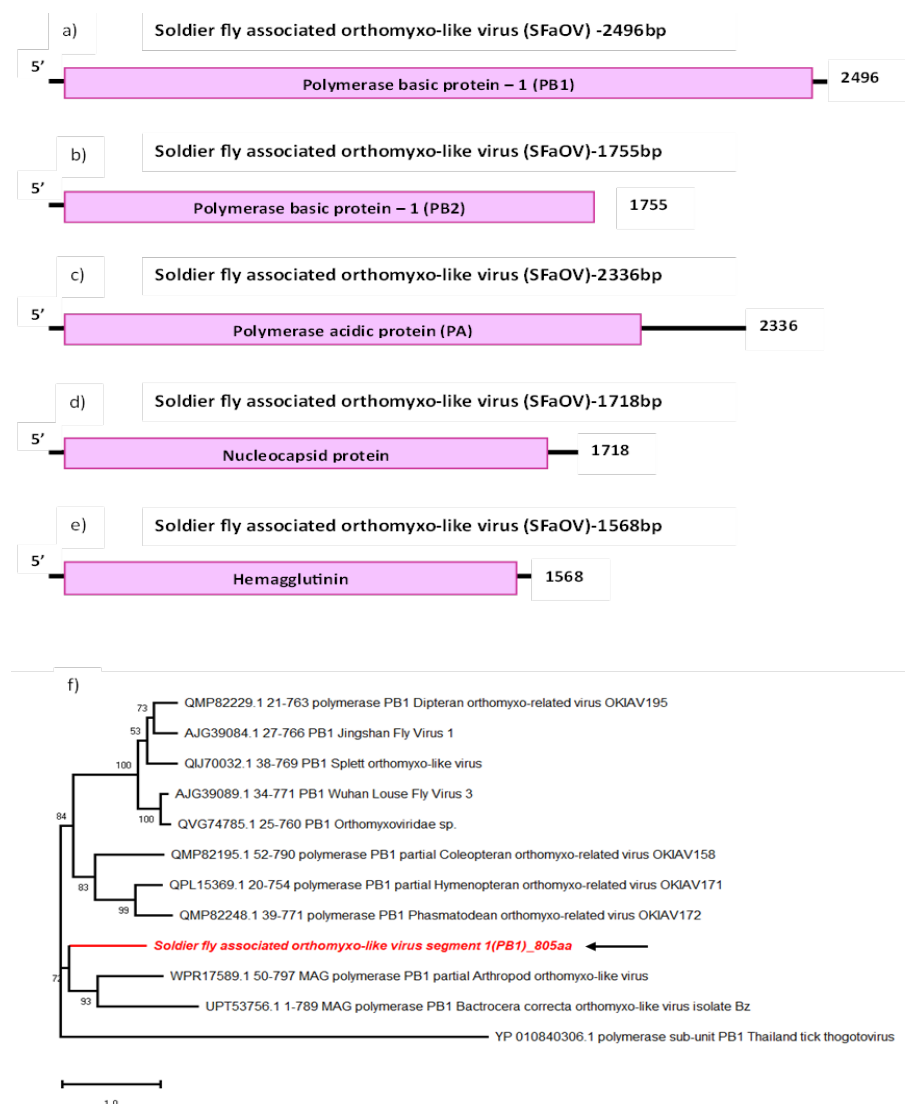 a)
Soldier fly associated orthomyxo-like virus (SFaOV) -2496bp
5’
Polymerase basic protein – 1 (PB1)
2496
b)
Soldier fly associated orthomyxo-like virus (SFaOV)-1755bp
5’
Polymerase basic protein – 1 (PB2)
1755
c)
Soldier fly associated orthomyxo-like virus (SFaOV)-2336bp
5’
Polymerase acidic protein (PA)
2336
d)
Soldier fly associated orthomyxo-like virus (SFaOV)-1718bp
5’
Nucleocapsid protein
1718
e)
Soldier fly associated orthomyxo-like virus (SFaOV)-1568bp
5’
Hemagglutinin
1568
f)
73
QMP82229.1 21-763 polymerase PB1 Dipteran orthomyxo-related virus OKIAV195
53
AJG39084.1 27-766 PB1 Jingshan Fly Virus 1
QIJ70032.1 38-769 PB1 Splett orthomyxo-like virus
100
AJG39089.1 34-771 PB1 Wuhan Louse Fly Virus 3
100
QVG74785.1 25-760 PB1 Orthomyxoviridae sp.
84
QMP82195.1 52-790 polymerase PB1 partial Coleopteran orthomyxo-related virus OKIAV158
83
QPL15369.1 20-754 polymerase PB1 partial Hymenopteran orthomyxo-related virus OKIAV171
99
QMP82248.1 39-771 polymerase PB1 Phasmatodean orthomyxo-related virus OKIAV172
Soldier fly associated orthomyxo-like virus segment 1(PB1)_805aa
72
WPR17589.1 50-797 MAG polymerase PB1 partial Arthropod orthomyxo-like virus
93
UPT53756.1 1-789 MAG polymerase PB1 Bactrocera correcta orthomyxo-like virus isolate Bz
YP 010840306.1 polymerase sub-unit PB1 Thailand tick thogotovirus